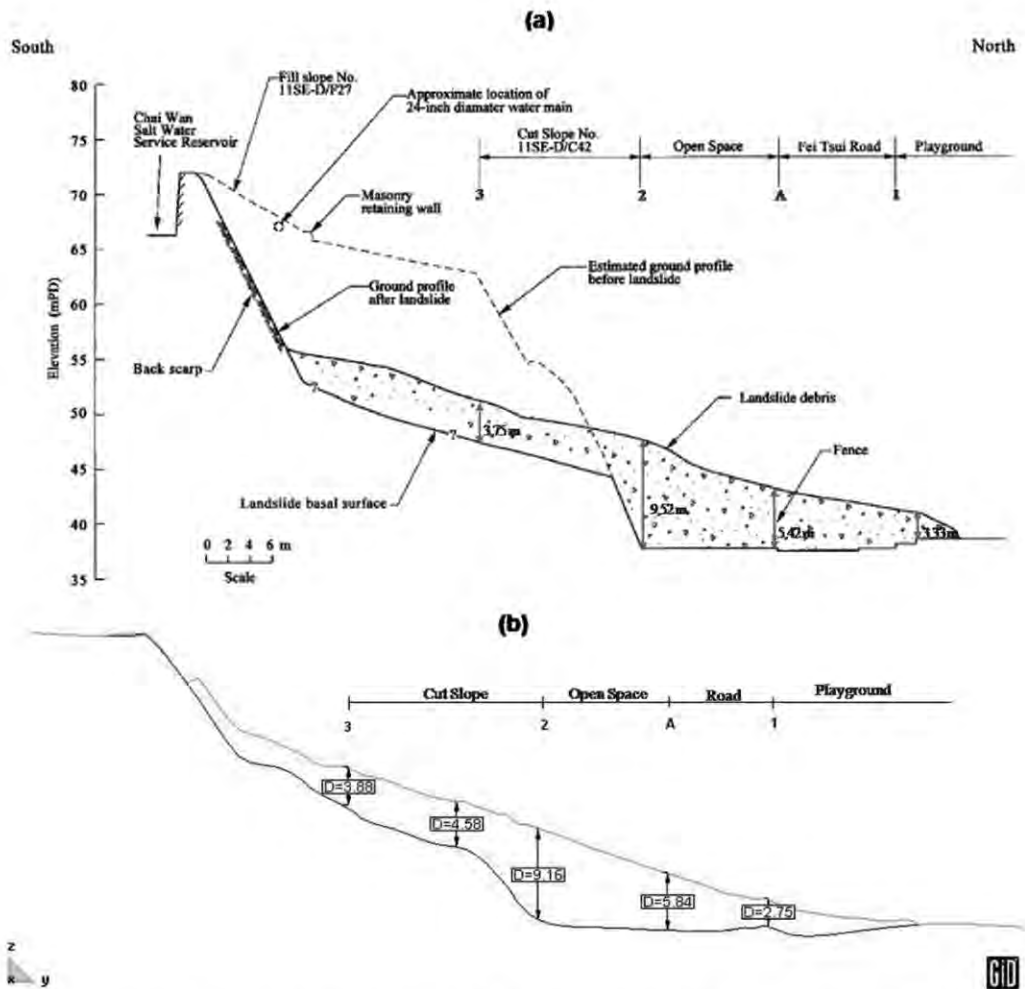 (a)
South
North
Fill slope No.
11SE-D/F27
Approximate location of
24-inch diamater water main
Chai Wan
Salt Water
Service Reservoir
Cut Slope No.
11SE-D/C42
Open Space
Fei Tsui Road
Playground
3
2
A
1
Masonry
retaining wall
Estimated ground profile
before landslide
Ground profile
after landslide
Back scarp
Landslide debris
Fence
Landslide basal surface
?
?
3,75m
9,52m
5,42m
3,33m
Elevation (mPD)
80
75
70
65
60
55
50
45
40
35
0 2 4 6 m
Scale
(b)
Cut Slope
Open Space
Road
Playground
3
2
A
1
D=3.88
D=4.58
D=9.16
D=5.84
D=2.75
z
x y
GiD